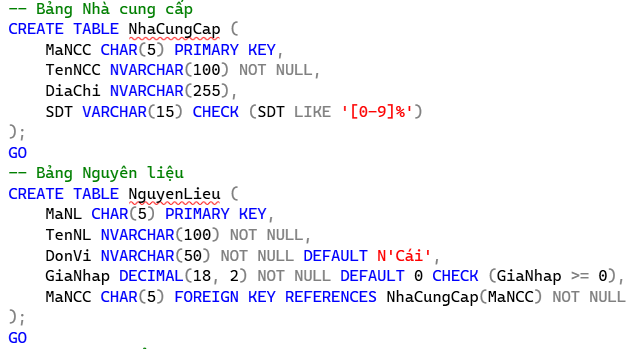 -- Bảng Nhà cung cấp
CREATE TABLE NhaCungCap (
    MaNCC CHAR(5) PRIMARY KEY,
    TenNCC NVARCHAR(100) NOT NULL,
    DiaChi NVARCHAR(255),
    SDT VARCHAR(15) CHECK (SDT LIKE '[0-9]%')
);
GO
-- Bảng Nguyên liệu
CREATE TABLE NguyenLieu (
    MaNL CHAR(5) PRIMARY KEY,
    TenNL NVARCHAR(100) NOT NULL,
    DonVi NVARCHAR(50) NOT NULL DEFAULT N'Cái',
    GiaNhap DECIMAL(18, 2) NOT NULL DEFAULT 0 CHECK (GiaNhap >= 0),
    MaNCC CHAR(5) FOREIGN KEY REFERENCES NhaCungCap(MaNCC) NOT NULL
);
GO